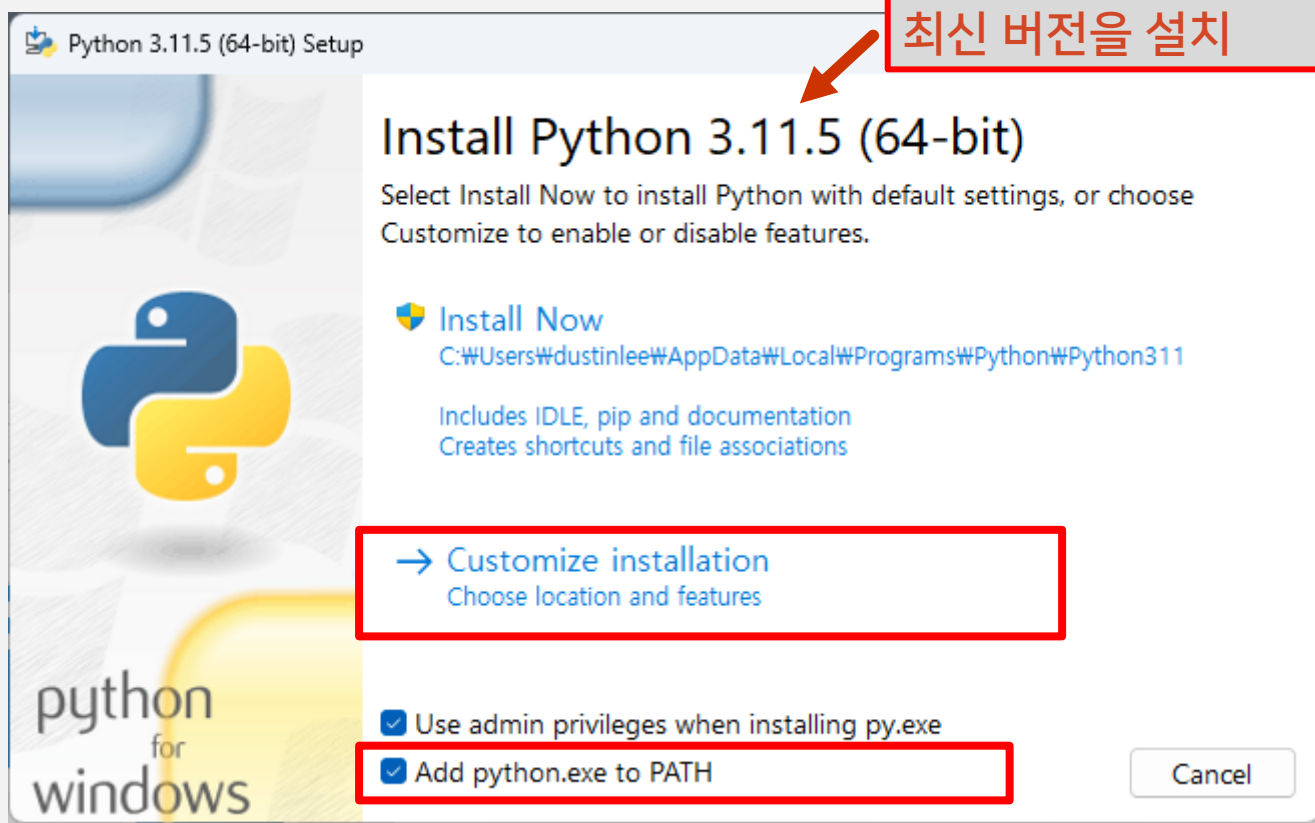 최신 버전을 설치
Python 3.11.5 (64-bit) Setup
Install Python 3.11.5 (64-bit)
Select Install Now to install Python with default settings, or choose
Customize to enable or disable features.
Install Now
C:₩Users₩dustinlee₩AppData₩Local₩Programs₩Python₩Python311
Includes IDLE, pip and documentation
Creates shortcuts and file associations
→ Customize installation
Choose location and features
python
for
windows
Use admin privileges when installing py.exe
Add python.exe to PATH
Cancel